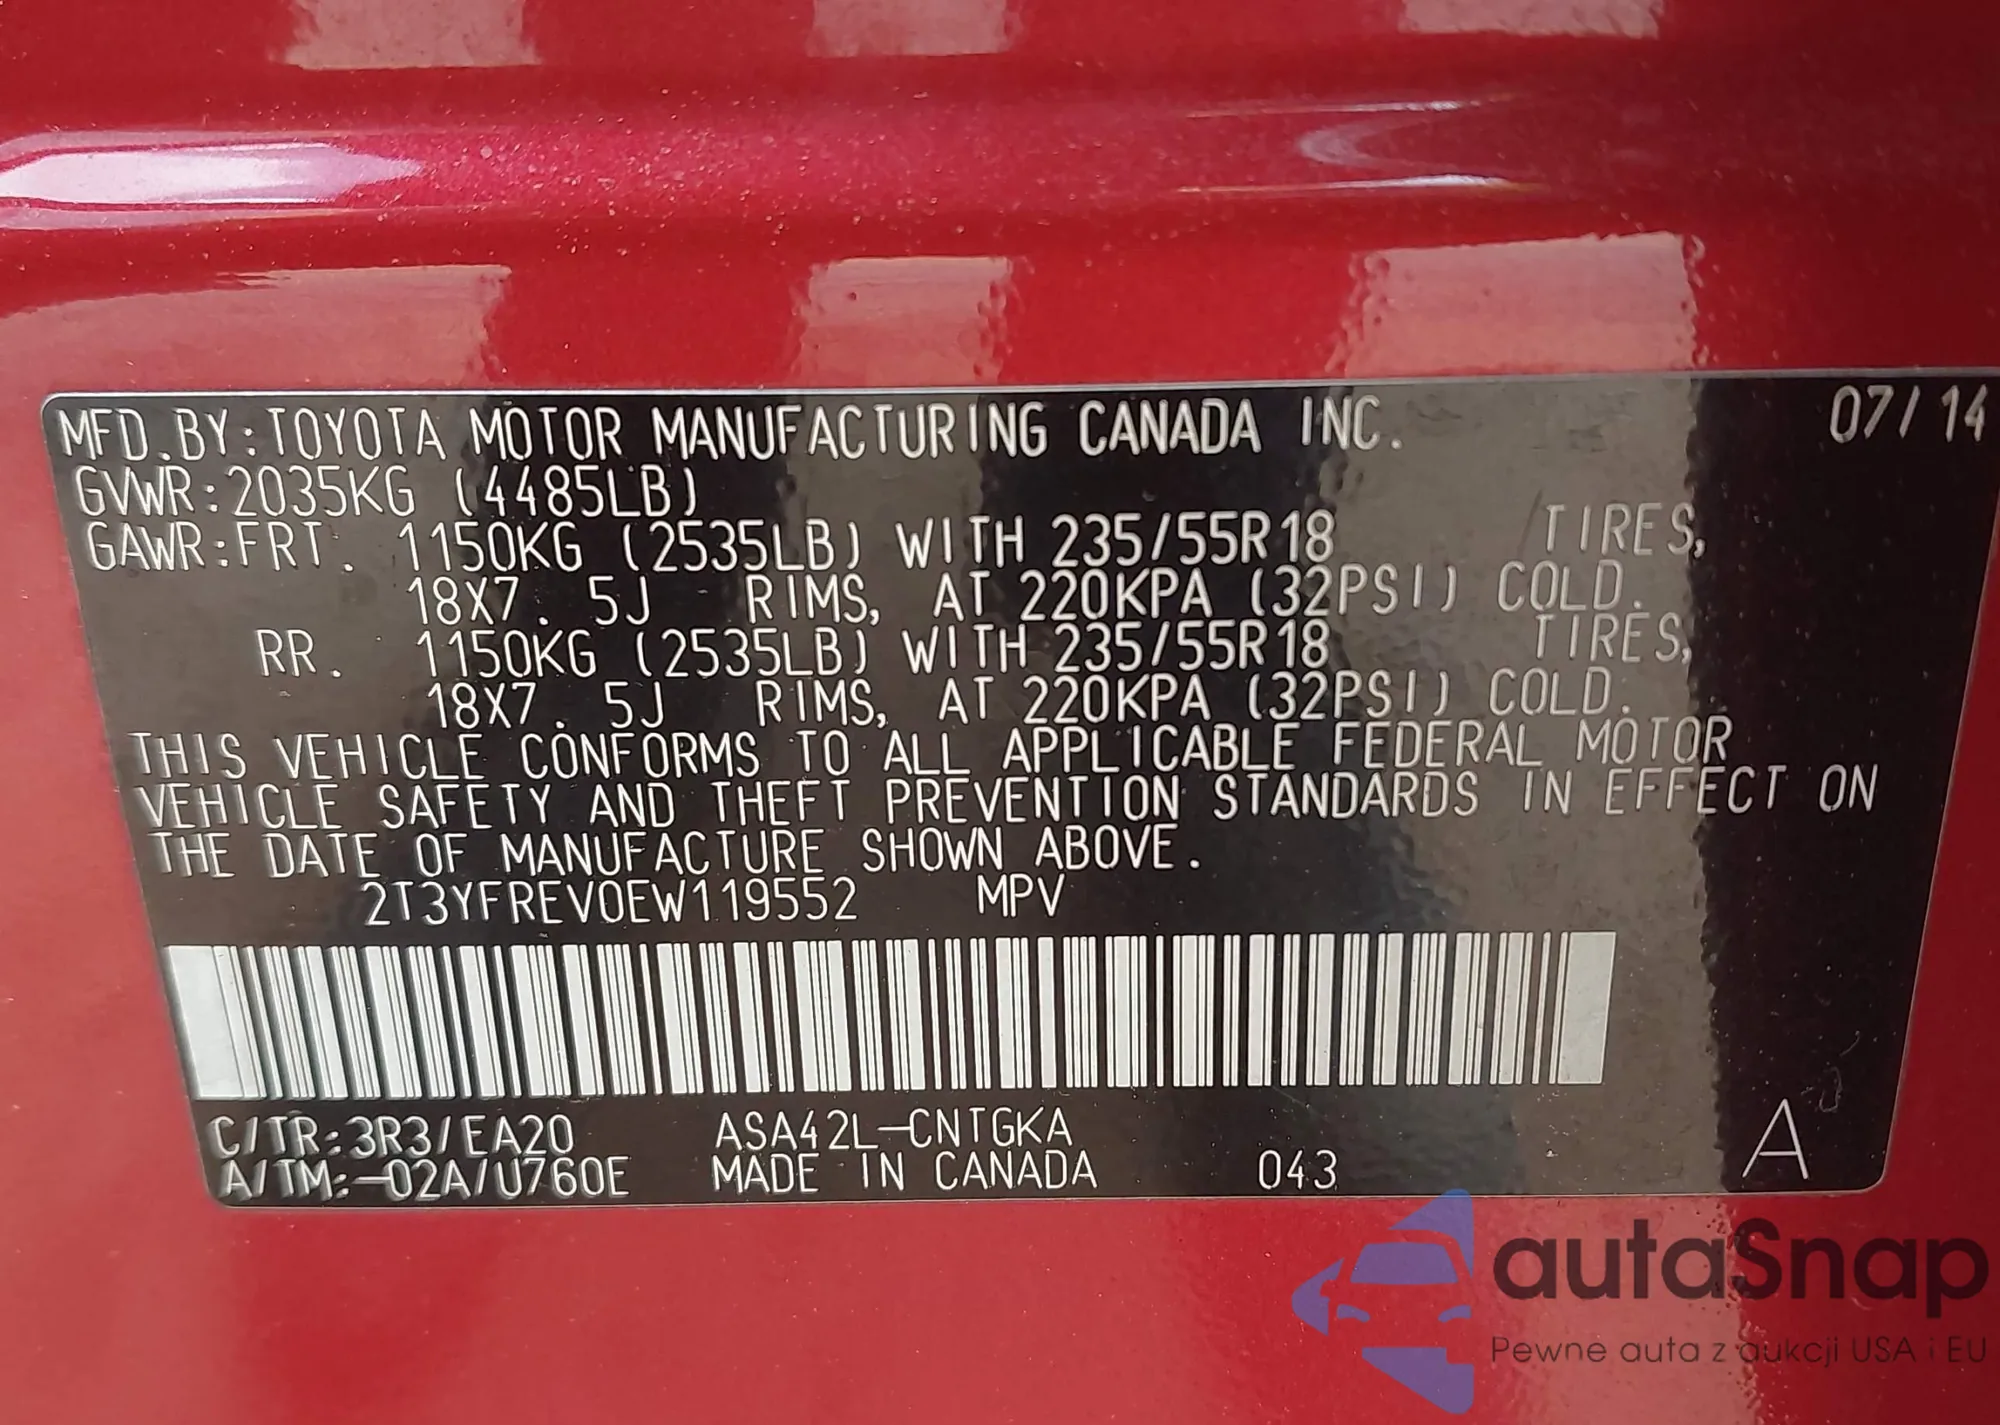 MFD.BY:TOYOTA MOTOR MANUFACTURING CANADA INC. 07/14
GVWR:2035KG (4485LB)
GAWR:FRT. 1150KG (2535LB) WITH 235/55R18 TIRES,
18X7.5J RIMS, AT 220KPA (32PSI) COLD.
RR. 1150KG (2535LB) WITH 235/55R18 TIRES,
18X7.5J RIMS, AT 220KPA (32PSI) COLD.
THIS VEHICLE CONFORMS TO ALL APPLICABLE FEDERAL MOTOR
VEHICLE SAFETY AND THEFT PREVENTION STANDARDS IN EFFECT ON
THE DATE OF MANUFACTURE SHOWN ABOVE.
2T3YFREV0EW119552 MPV
C/TR:3R3/EA20 ASA42L-CNTGKA
A/TM:-02A/U760E MADE IN CANADA 043 A
autaSnap
Pewne auta z aukcji USA i EU